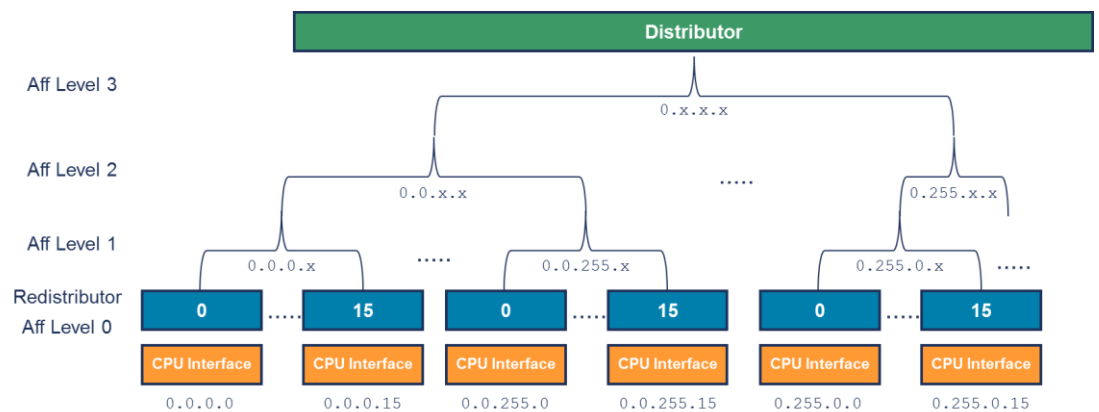 Distributor
Aff Level 3
0.x.x.x
Aff Level 2
.....
0.0.x.x
0.255.x.x
Aff Level 1
.....
.....
0.0.0.x
0.0.255.x
0.255.0.x
Redistributor
Aff Level 0
0 ..... 15 0 ..... 15 0 ..... 15
CPU Interface CPU Interface CPU Interface CPU Interface CPU Interface CPU Interface
0.0.0.0 0.0.0.15 0.0.255.0 0.0.255.15 0.255.0.0 0.255.0.15